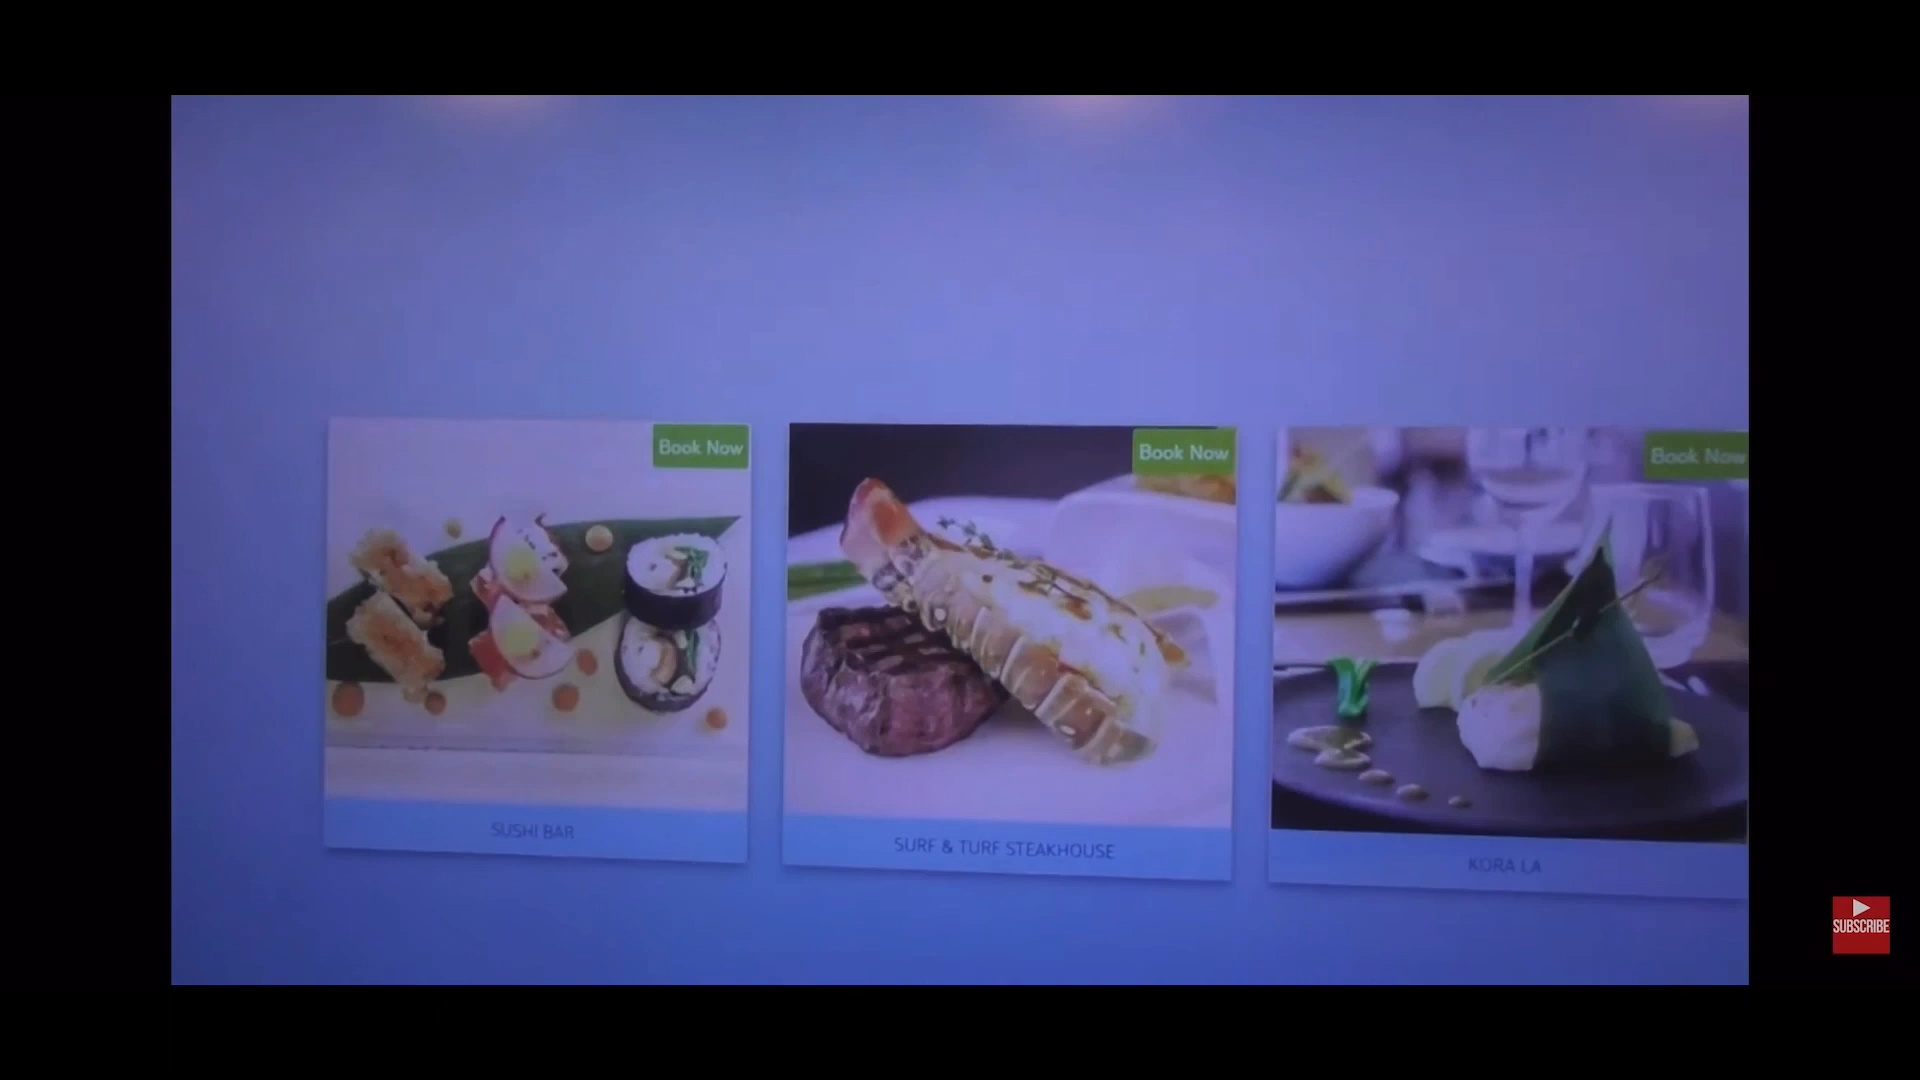 Book Now
Book Now
Book Now
SUSHI BAR
SURF & TURF STEAKHOUSE
KORA LA
SUBSCRIBE